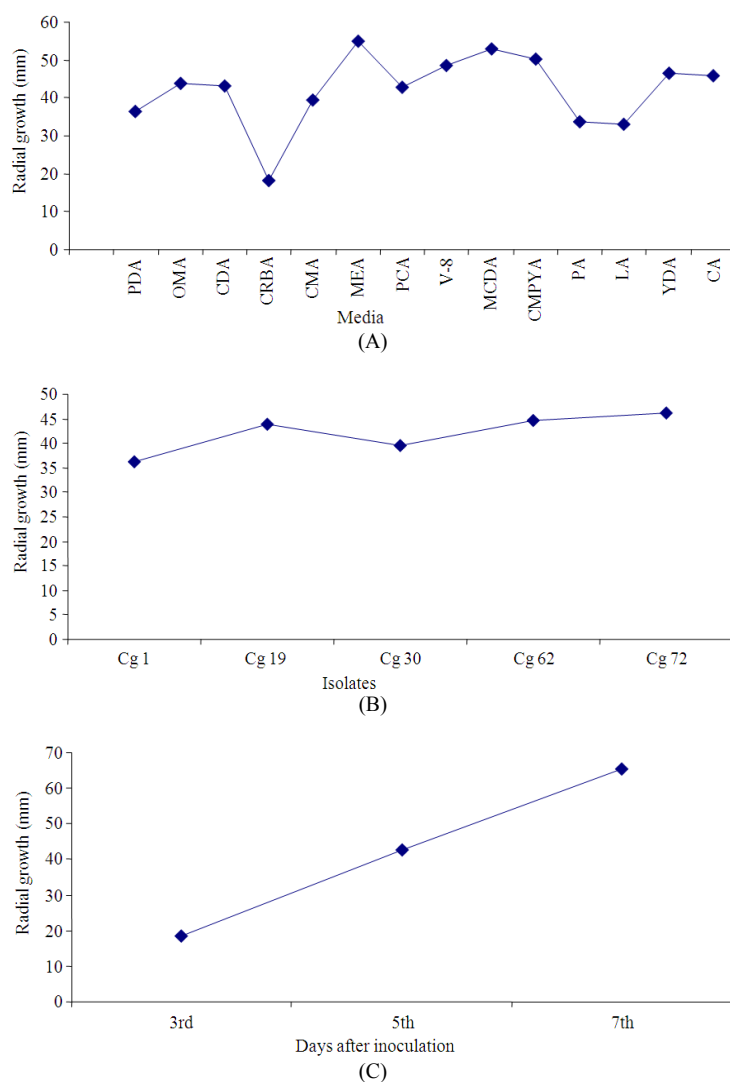 60
50
40
30
20
10
0
Radial growth (mm)
PDA
OMA
CDA
CRBA
CMA
MEA
PCA
V-8
MCDA
CMPYA
PA
LA
YDA
CA
Media
(A)
50
45
40
35
30
25
20
15
10
5
0
Radial growth (mm)
Cg 1
Cg 19
Cg 30
Cg 62
Cg 72
Isolates
(B)
70
60
50
40
30
20
10
0
Radial growth (mm)
3rd
5th
7th
Days after inoculation
(C)